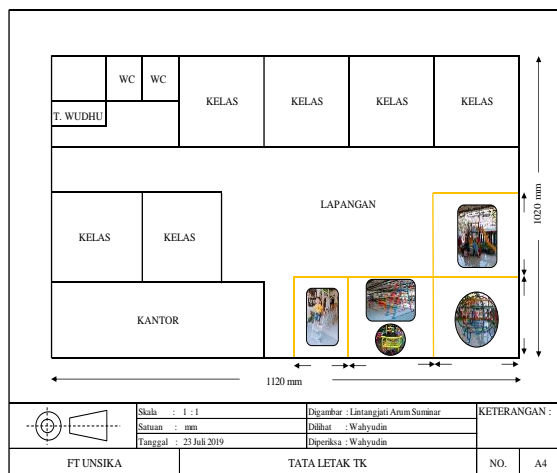 WC
WC
KELAS
KELAS
KELAS
KELAS
T. WUDHU
LAPANGAN
KELAS
KELAS
KANTOR
1020 mm
1120 mm
Skala : 1 : 1
Satuan : mm
Tanggal : 23 Juli 2019
Digambar : Lintangjati Arum Suminar
Dilihat : Wahyudin
Diperiksa : Wahyudin
KETERANGAN :
FT UNSIKA
TATA LETAK TK
NO.
A4